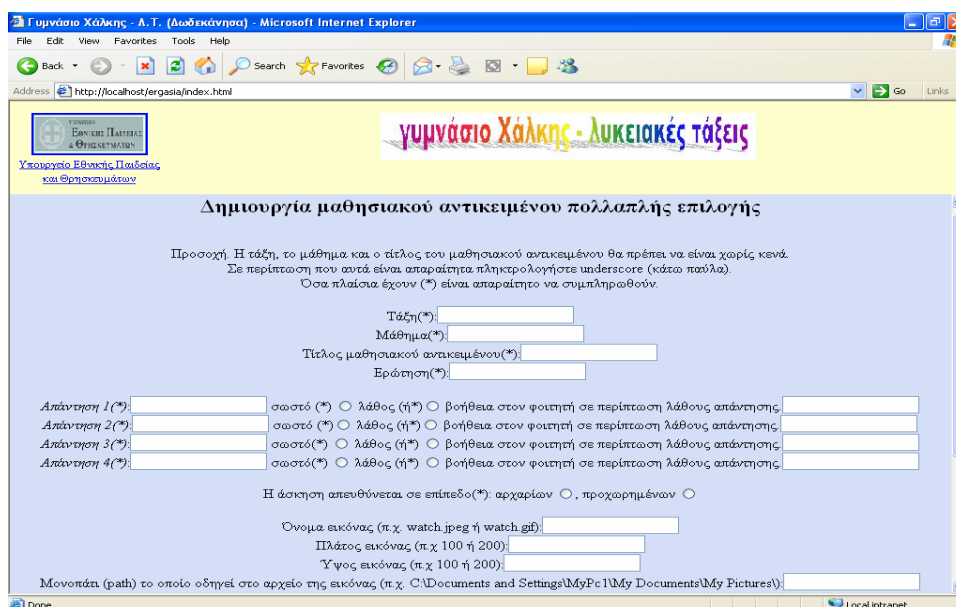 Γυμνάσιο Χάλκης - Λ.Τ. (Δωδεκάνησα) - Microsoft Internet Explorer
File Edit View Favorites Tools Help
Back Search Favorites
Address http://localhost/ergasia/index.html Go Links
ΥΠΟΥΡΓΕΙΟ
ΕΘΝΙΚΗΣ ΠΑΙΔΕΙΑΣ
& ΘΡΗΣΚΕΥΜΑΤΩΝ
γυμνάσιο Χάλκης - λυκειακές τάξεις
Υπουργείο Εθνικής Παιδείας
και Θρησκευμάτων
Δημιουργία μαθησιακού αντικειμένου πολλαπλής επιλογής
Προσοχή. Η τάξη, το μάθημα και ο τίτλος του μαθησιακού αντικειμένου θα πρέπει να είναι χωρίς κενά.
Σε περίπτωση που αυτά είναι απαραίτητα πληκτρολογήστε underscore (κάτω παύλα).
Όσα πλαίσια έχουν (*) είναι απαραίτητο να συμπληρωθούν.
Τάξη(*):
Μάθημα(*):
Τίτλος μαθησιακού αντικειμένου(*):
Ερώτηση(*):
Απάντηση 1(*): σωστό (*) λάθος (ή*) βοήθεια στον φοιτητή σε περίπτωση λάθους απάντησης.
Απάντηση 2(*): σωστό (*) λάθος (ή*) βοήθεια στον φοιτητή σε περίπτωση λάθους απάντησης.
Απάντηση 3(*): σωστό(*) λάθος (ή*) βοήθεια στον φοιτητή σε περίπτωση λάθους απάντησης.
Απάντηση 4(*): σωστό(*) λάθος (ή*) βοήθεια στον φοιτητή σε περίπτωση λάθους απάντησης.
Η άσκηση απευθύνεται σε επίπεδο(*): αρχαρίων , προχωρημένων
Όνομα εικόνας (π.χ. watch.jpeg ή watch.gif):
Πλάτος εικόνας (π.χ 100 ή 200):
Ύψος εικόνας (π.χ 100 ή 200):
Μονοπάτι (path) το οποίο οδηγεί στο αρχείο της εικόνας (π.χ. C:\Documents and Settings\MyPc1\My Documents\My Pictures\):
Done Local intranet